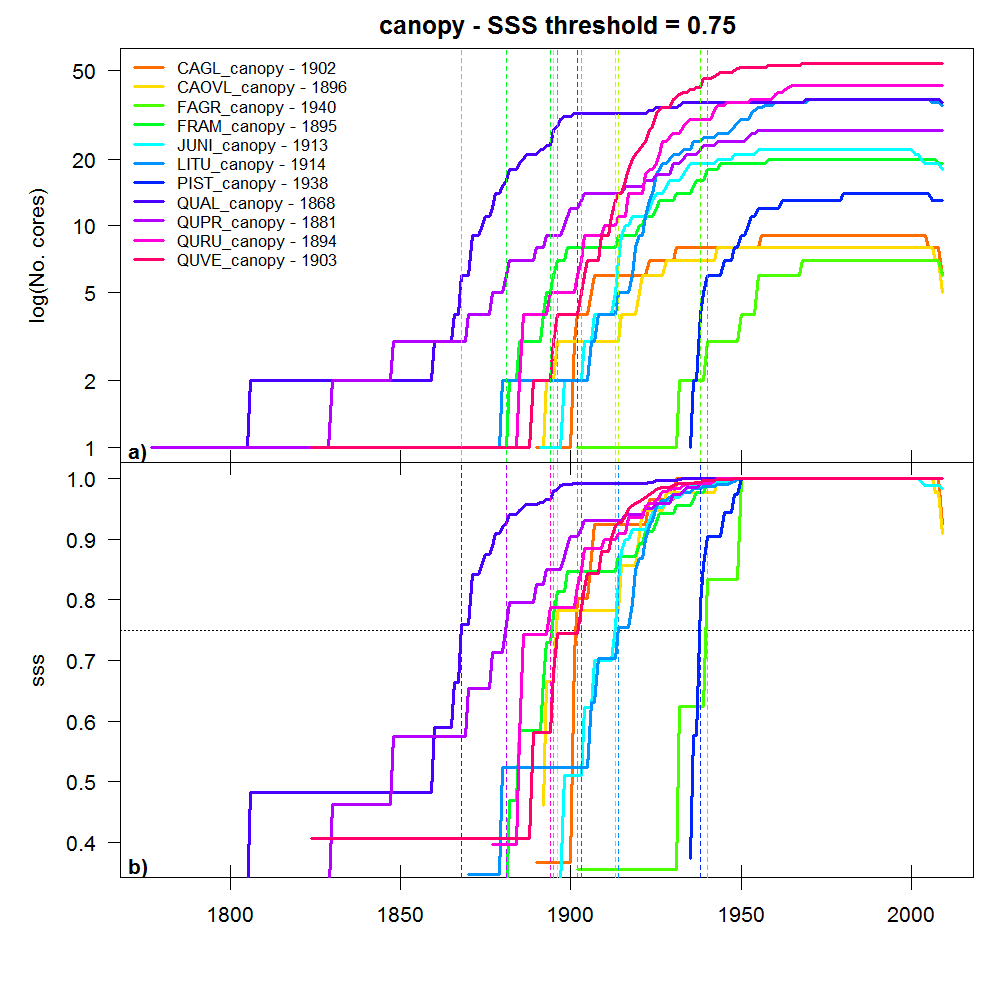 canopy - SSS threshold = 0.75
CAGL_canopy - 1902
CAOVL_canopy - 1896
FAGR_canopy - 1940
FRAM_canopy - 1895
JUNI_canopy - 1913
LITU_canopy - 1914
PIST_canopy - 1938
QUAL_canopy - 1868
QUPR_canopy - 1881
QURU_canopy - 1894
QUVE_canopy - 1903
log(No. cores)
50
20
10
5
2
1
a)
sss
1.0
0.9
0.8
0.7
0.6
0.5
0.4
b)
1800 1850 1900 1950 2000